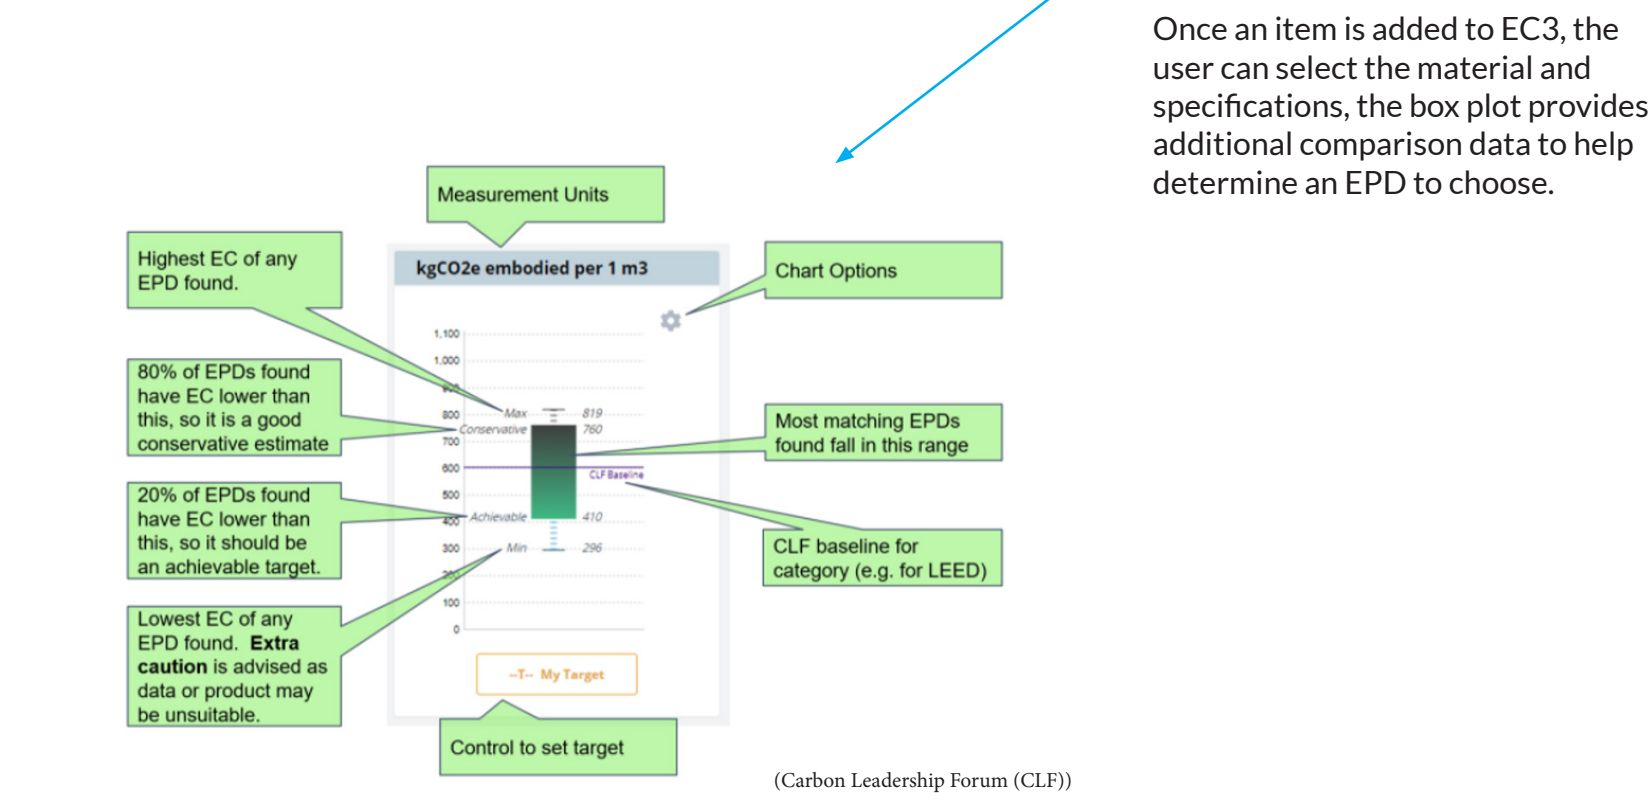 Once an item is added to EC3, the
user can select the material and
specifications, the box plot provides
additional comparison data to help
determine an EPD to choose.
Measurement Units
Highest EC of any
EPD found.
80% of EPDs found
have EC lower than
this, so it is a good
conservative estimate
20% of EPDs found
have EC lower than
this, so it should be
an achievable target.
Lowest EC of any
EPD found. Extra
caution is advised as
data or product may
be unsuitable.
kgCO2e embodied per 1 m3
1,100
1,000
900
800
Max
819
Conservative
760
700
600
CLF Baseline
500
400
Achievable
410
300
Min
296
200
100
0
--T-- My Target
Control to set target
Chart Options
Most matching EPDs
found fall in this range
CLF baseline for
category (e.g. for LEED)
(Carbon Leadership Forum (CLF))